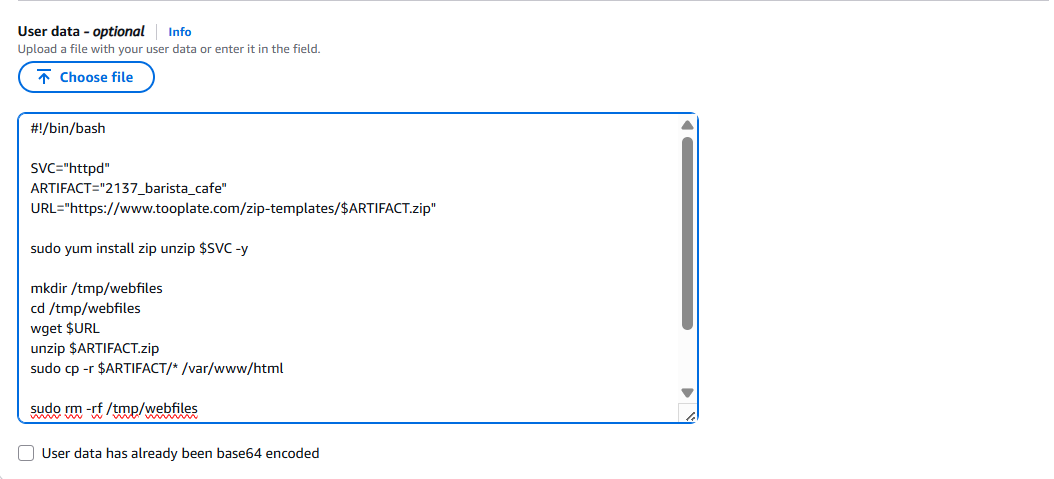 User data - optional Info
Upload a file with your user data or enter it in the field.
Choose file
#!/bin/bash
SVC="httpd"
ARTIFACT="2137_barista_cafe"
URL="https://www.tooplate.com/zip-templates/$ARTIFACT.zip"
sudo yum install zip unzip $SVC -y
mkdir /tmp/webfiles
cd /tmp/webfiles
wget $URL
unzip $ARTIFACT.zip
sudo cp -r $ARTIFACT/* /var/www/html
sudo rm -rf /tmp/webfiles
User data has already been base64 encoded